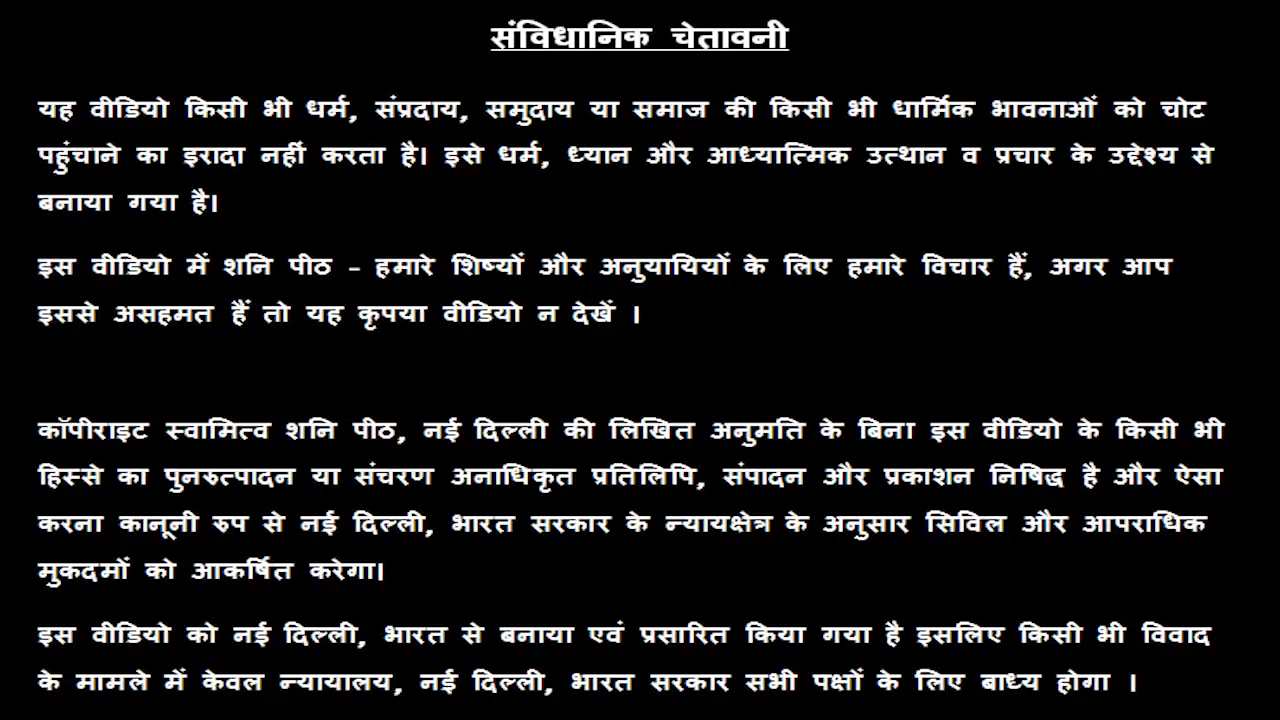 संविधानिक चेतावनी
यह वीडियो किसी भी धर्म, संप्रदाय, समुदाय या समाज की किसी भी धार्मिक भावनाओं को चोट
पहुंचाने का इरादा नहीं करता है। इसे धर्म, ध्यान और आध्यात्मिक उत्थान व प्रचार के उद्देश्य से
बनाया गया है।
इस वीडियो में शनि पीठ - हमारे शिष्यों और अनुयायियों के लिए हमारे विचार हैं, अगर आप
इससे असहमत हैं तो यह कृपया वीडियो न देखें ।
कॉपीराइट स्वामित्व शनि पीठ, नई दिल्ली की लिखित अनुमति के बिना इस वीडियो के किसी भी
हिस्से का पुनरुत्पादन या संचरण अनाधिकृत प्रतिलिपि, संपादन और प्रकाशन निषिद्ध है और ऐसा
करना कानूनी रुप से नई दिल्ली, भारत सरकार के न्यायक्षेत्र के अनुसार सिविल और आपराधिक
मुकदमों को आकर्षित करेगा।
इस वीडियो को नई दिल्ली, भारत से बनाया एवं प्रसारित किया गया है इसलिए किसी भी विवाद
के मामले में केवल न्यायालय, नई दिल्ली, भारत सरकार सभी पक्षों के लिए बाध्य होगा ।